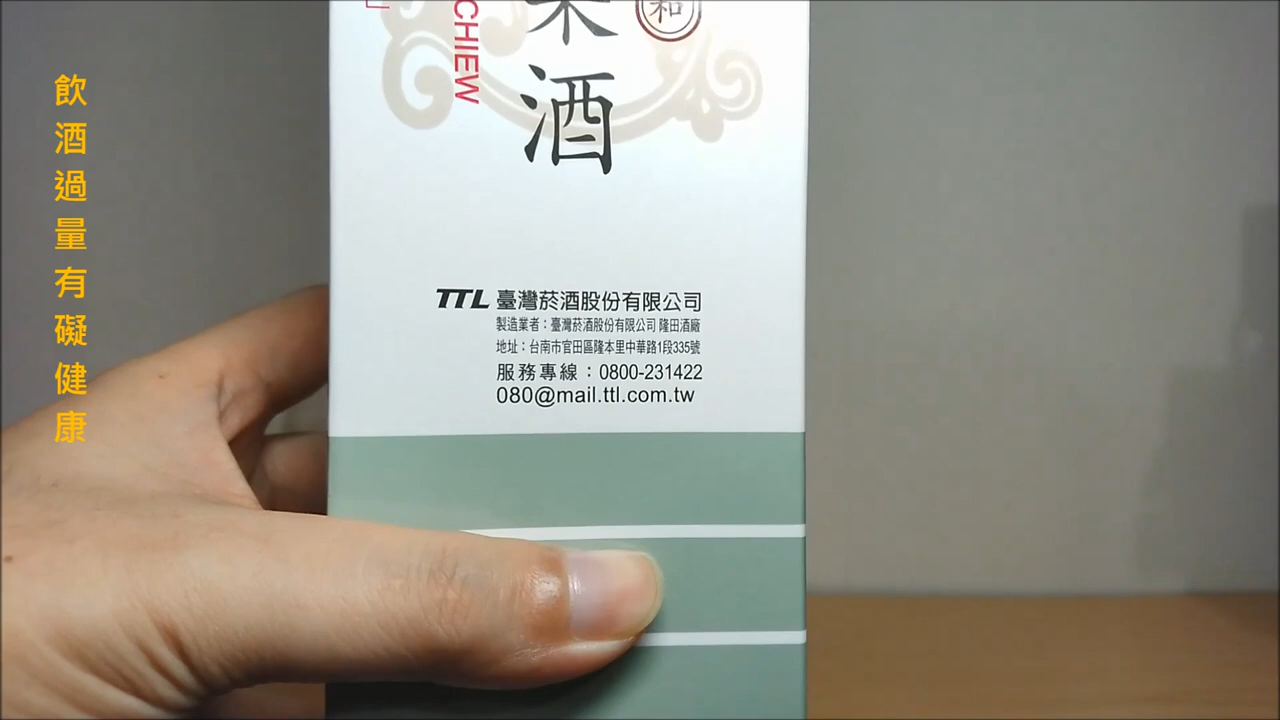 飲酒過量有礙健康
」
CHIEW
酒
和
TTL 臺灣菸酒股份有限公司
製造業者：臺灣菸酒股份有限公司 隆田酒廠
地址：台南市官田區隆本里中華路1段335號
服務專線：0800-231422
080@mail.ttl.com.tw